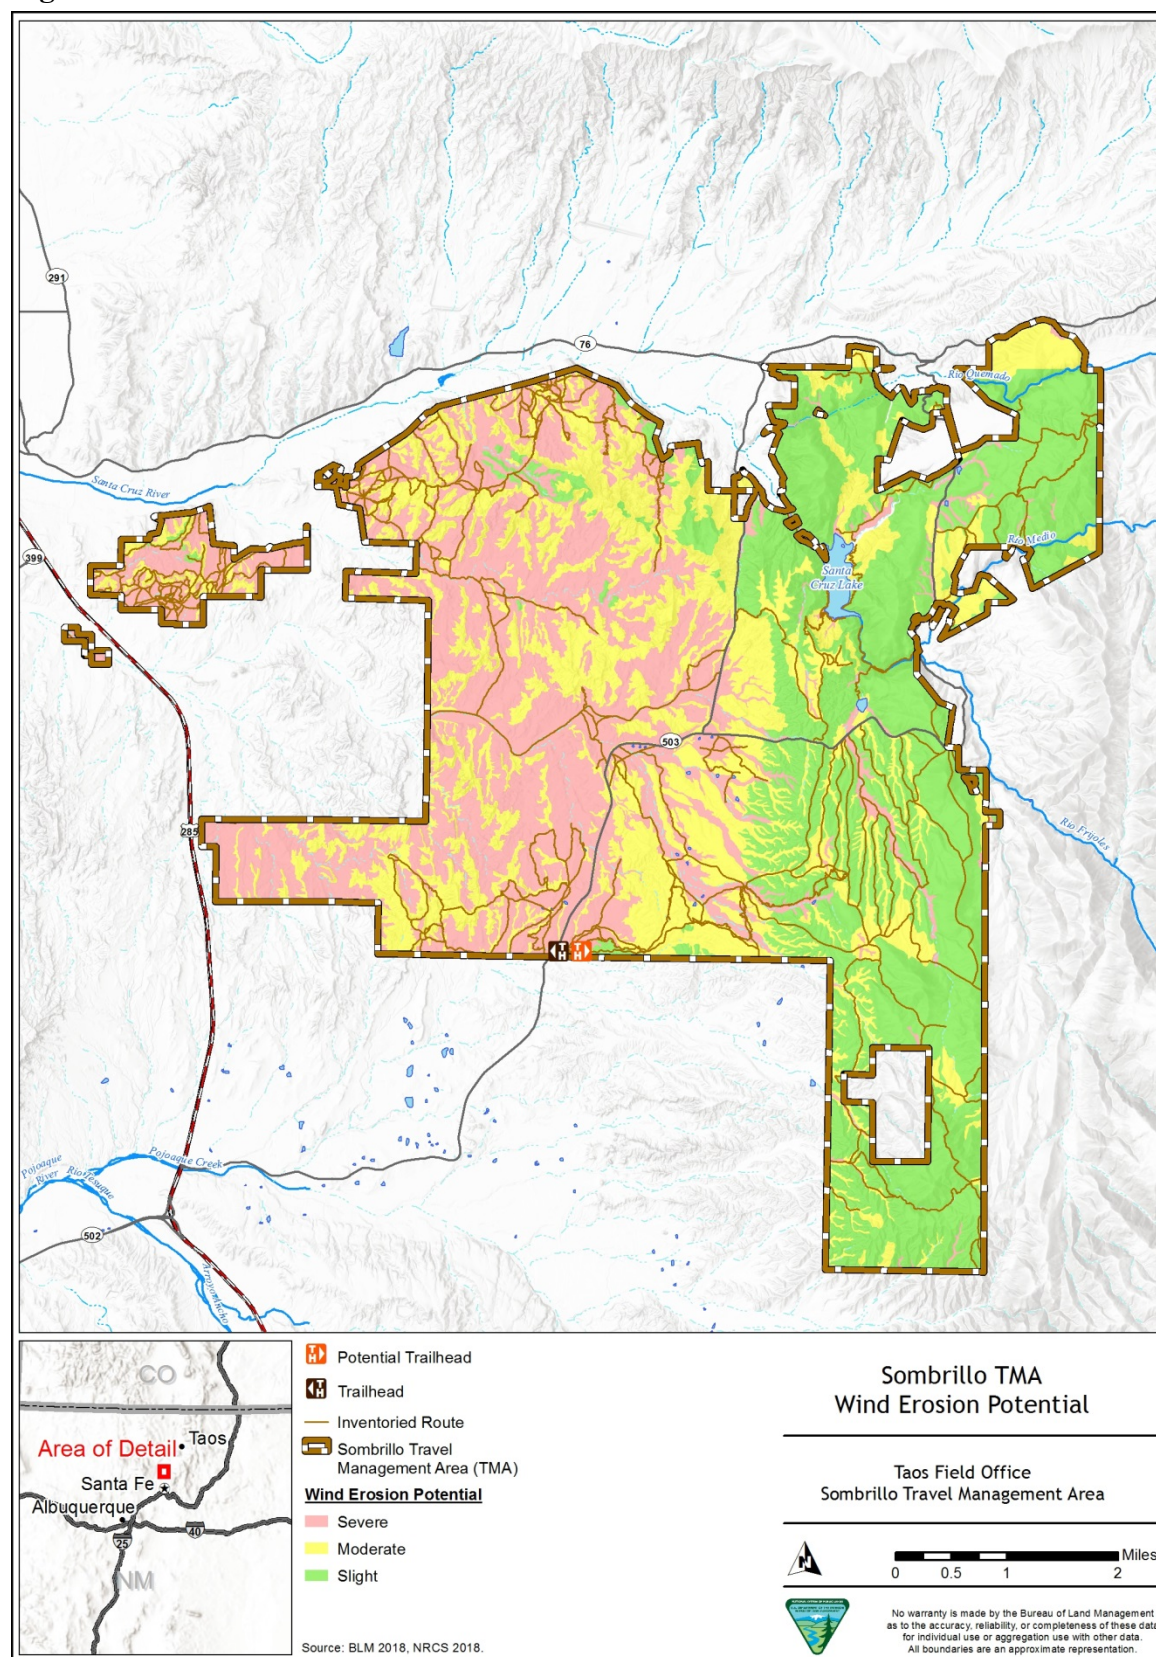 291
76
Rio Quemado
Santa Cruz River
399
Rio Medio
Santa
Cruz Lake
503
285
Rio Frijoles
T
H
T
H
Pojoaque Creek
Pojoaque
River
Rio Tesuque
502
Arroyo Ancho
CO
Taos
Area of Detail
Santa Fe
Albuquerque
40
25
NM
Potential Trailhead
Trailhead
Inventoried Route
Sombrillo Travel
Management Area (TMA)
Wind Erosion Potential
Severe
Moderate
Slight
Source: BLM 2018, NRCS 2018.
Sombrillo TMA
Wind Erosion Potential
Taos Field Office
Sombrillo Travel Management Area
N
Miles
0 0.5 1 2
No warranty is made by the Bureau of Land Management
as to the accuracy, reliability, or completeness of these data
for individual use or aggregation use with other data.
All boundaries are an approximate representation.